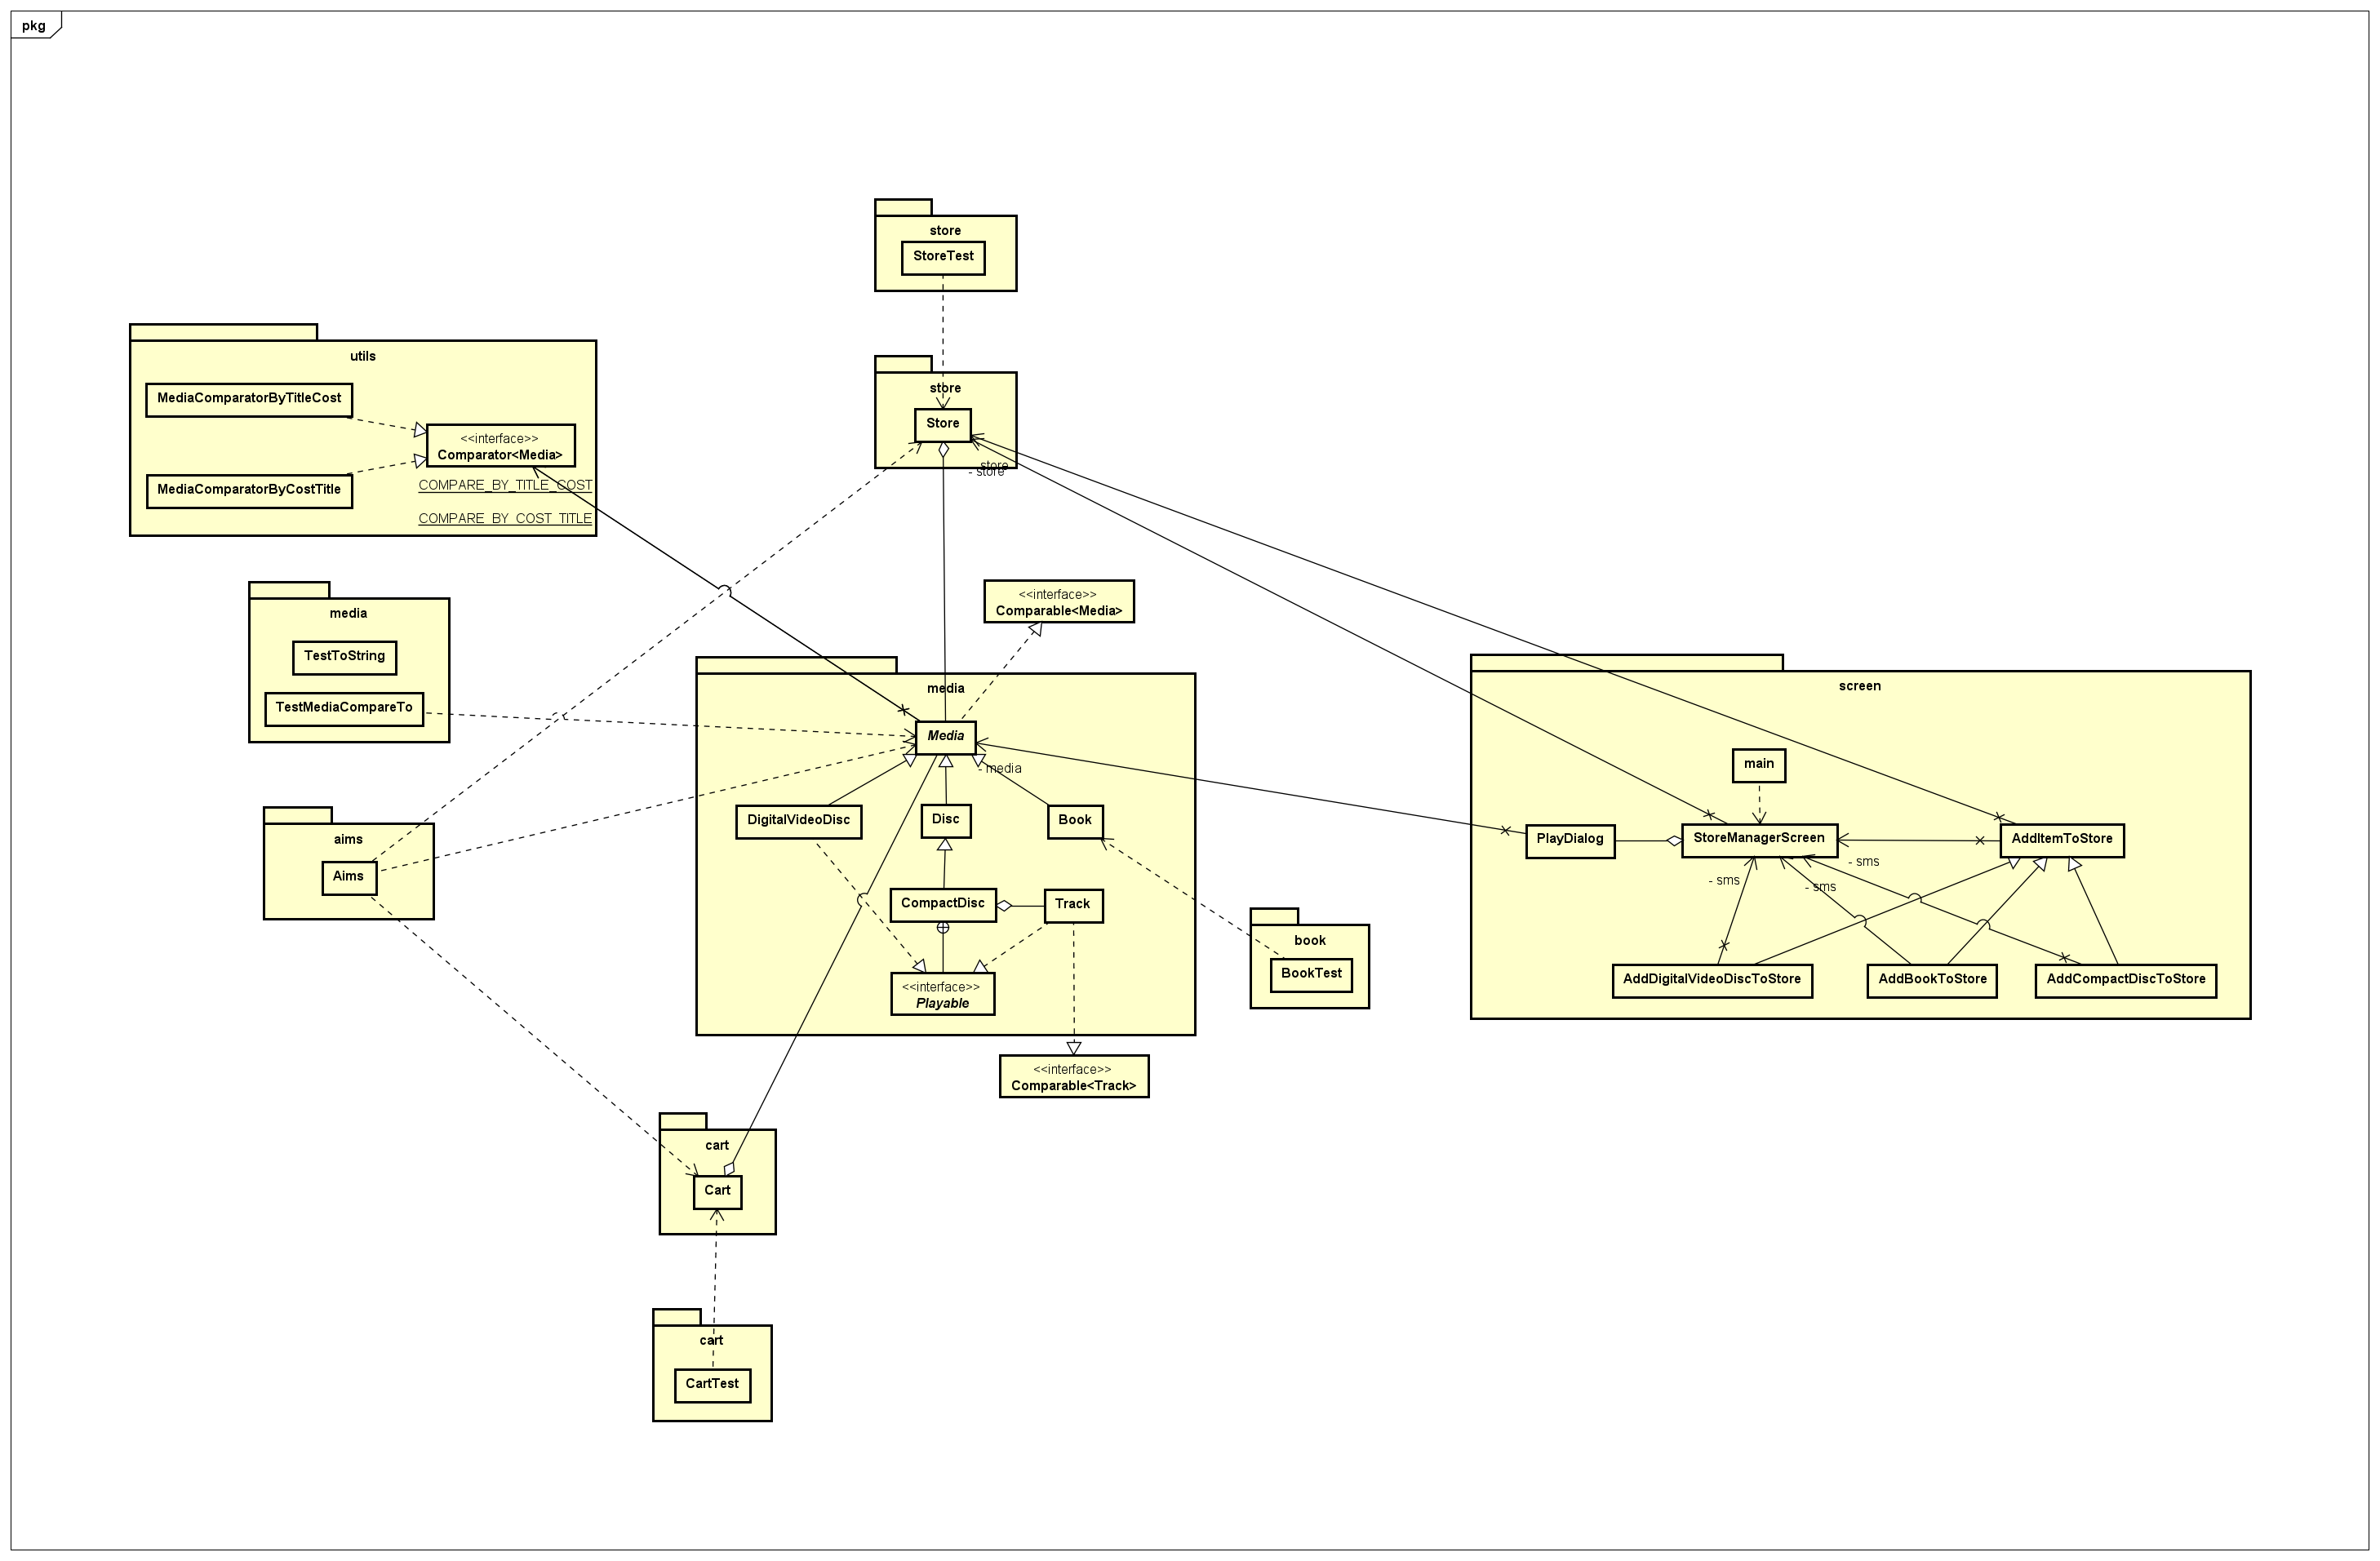 pkg
store
StoreTest
utils
MediaComparatorByTitleCost
<<interface>>
Comparator<Media>
MediaComparatorByCostTitle
COMPARE_BY_TITLE_COST
COMPARE_BY_COST_TITLE
store
Store
- store
- store
media
TestToString
TestMediaCompareTo
<<interface>>
Comparable<Media>
media
Media
- media
DigitalVideoDisc
Disc
Book
CompactDisc
Track
<<interface>>
Playable
<<interface>>
Comparable<Track>
aims
Aims
book
BookTest
screen
main
PlayDialog
StoreManagerScreen
AddItemToStore
- sms
- sms
- sms
AddDigitalVideoDiscToStore
AddBookToStore
AddCompactDiscToStore
cart
Cart
cart
CartTest